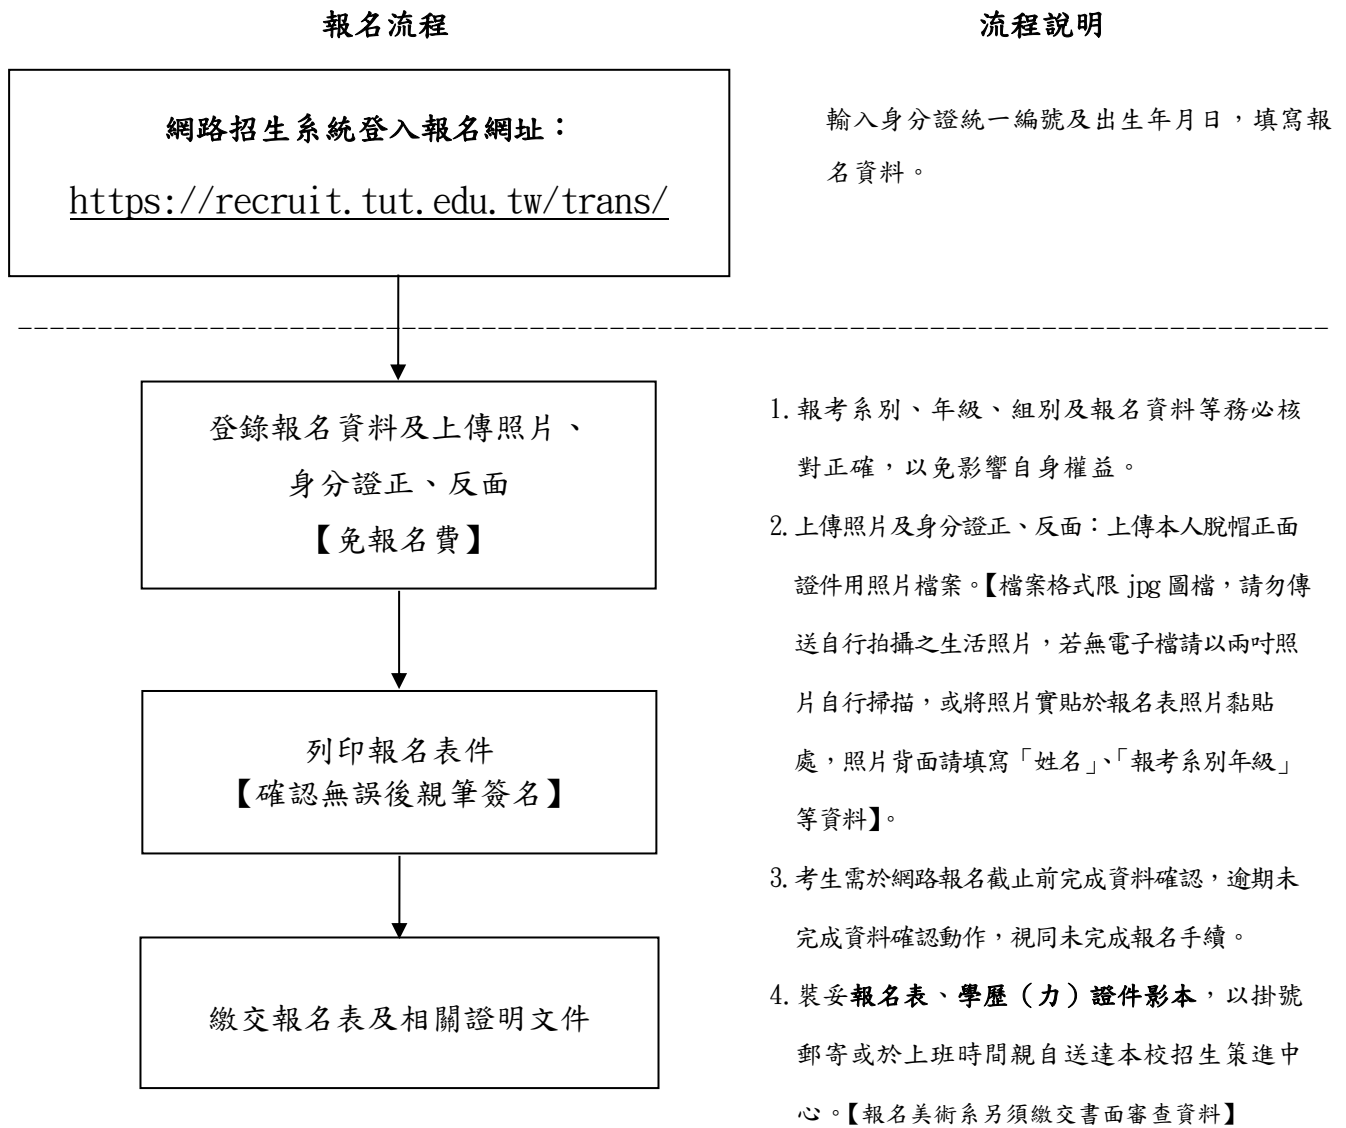 報名流程
流程說明
網路招生系統登入報名網址：
https://recruit.tut.edu.tw/trans/
輸入身分證統一編號及出生年月日，填寫報
名資料。
登錄報名資料及上傳照片、
身分證正、反面
【免報名費】
列印報名表件
【確認無誤後親筆簽名】
繳交報名表及相關證明文件
1.報考系別、年級、組別及報名資料等務必核
對正確，以免影響自身權益。
2.上傳照片及身分證正、反面：上傳本人脫帽正面
證件用照片檔案。【檔案格式限 jpg 圖檔，請勿傳
送自行拍攝之生活照片，若無電子檔請以兩吋照
片自行掃描，或將照片實貼於報名表照片黏貼
處，照片背面請填寫「姓名」、「報考系別年級」
等資料】。
3.考生需於網路報名截止前完成資料確認，逾期未
完成資料確認動作，視同未完成報名手續。
4.裝妥報名表、學歷（力）證件影本，以掛號
郵寄或於上班時間親自送達本校招生策進中
心。【報名美術系另須繳交書面審查資料】